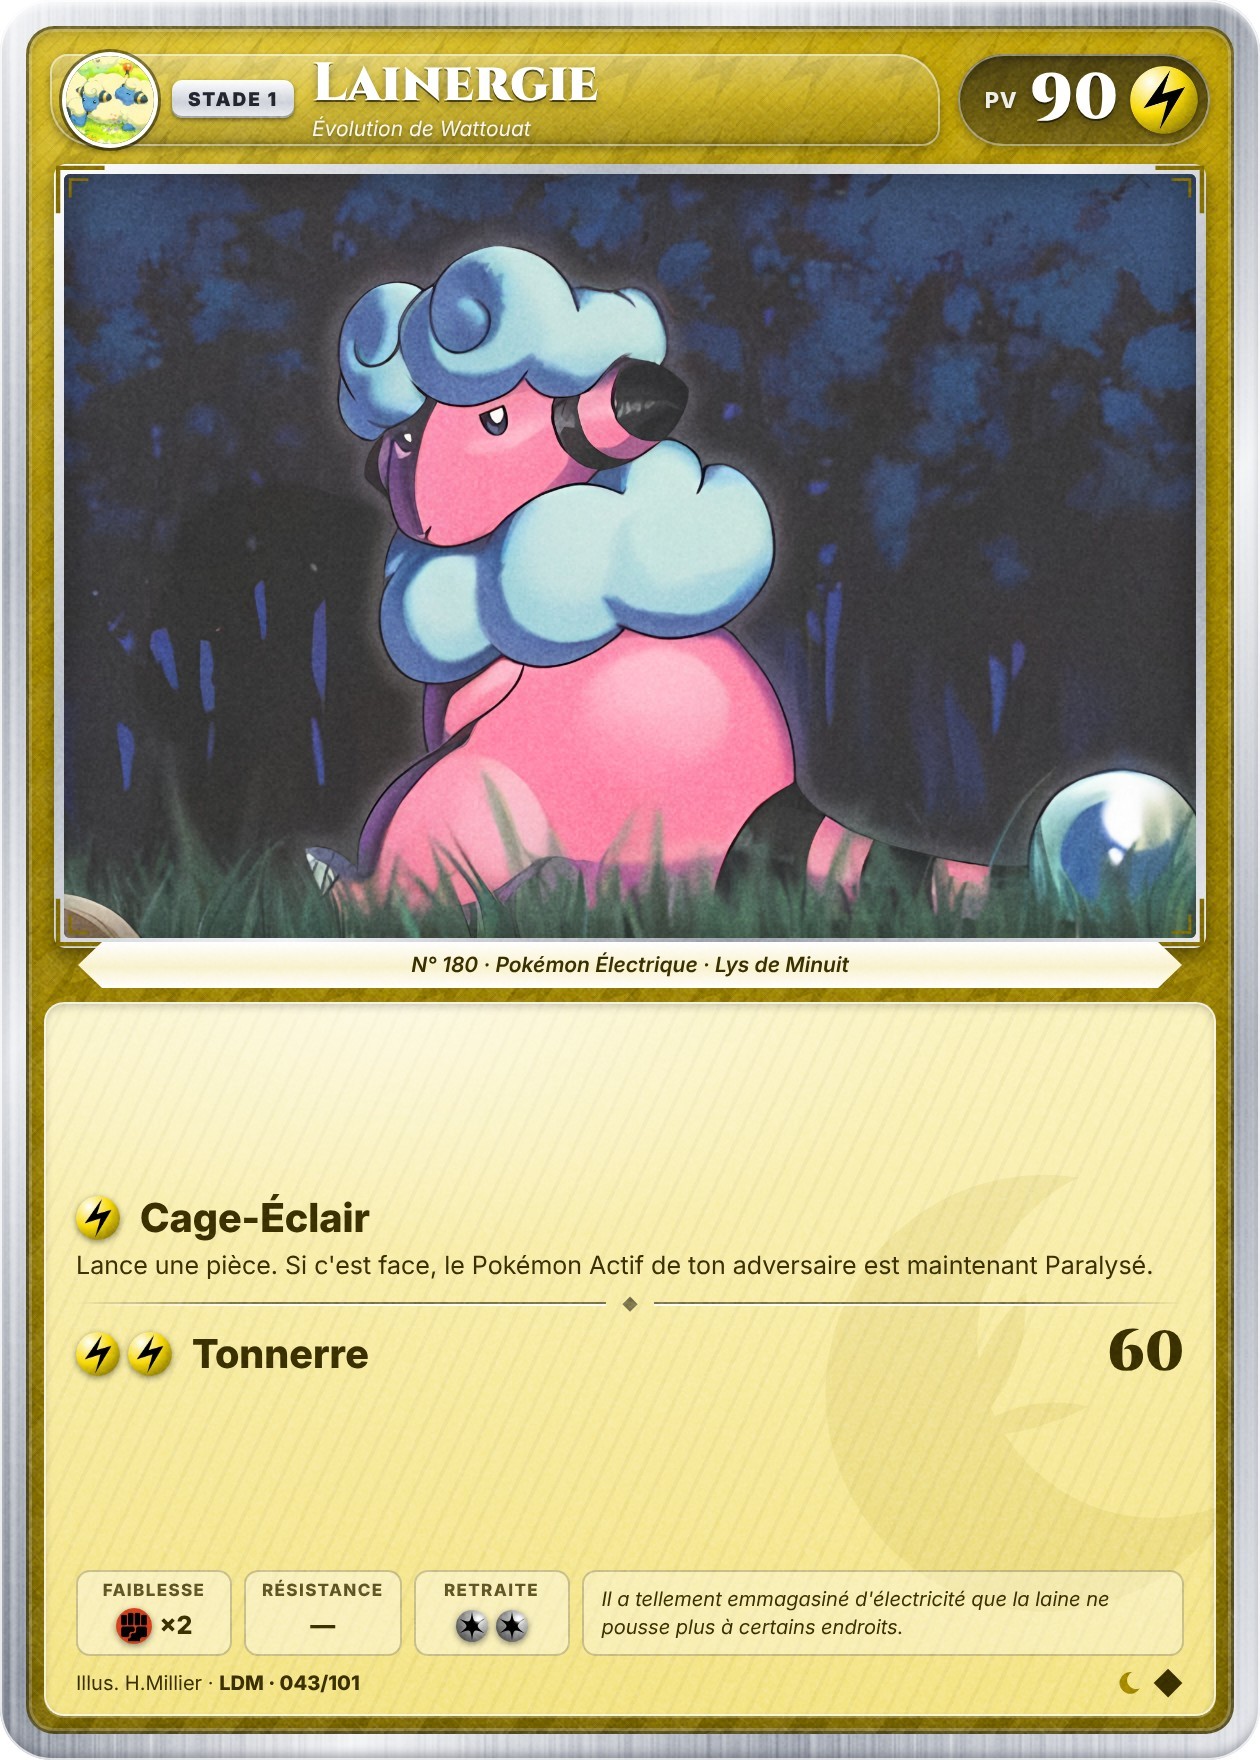 STADE 1
LAINERGIE
Évolution de Wattouat
PV 90
N° 180 · Pokémon Électrique · Lys de Minuit
Cage-Éclair
Lance une pièce. Si c'est face, le Pokémon Actif de ton adversaire est maintenant Paralysé.
Tonnerre 60
FAIBLESSE
×2
RÉSISTANCE
—
RETRAITE
Il a tellement emmagasiné d'électricité que la laine ne
pousse plus à certains endroits.
Illus. H.Millier · LDM · 043/101